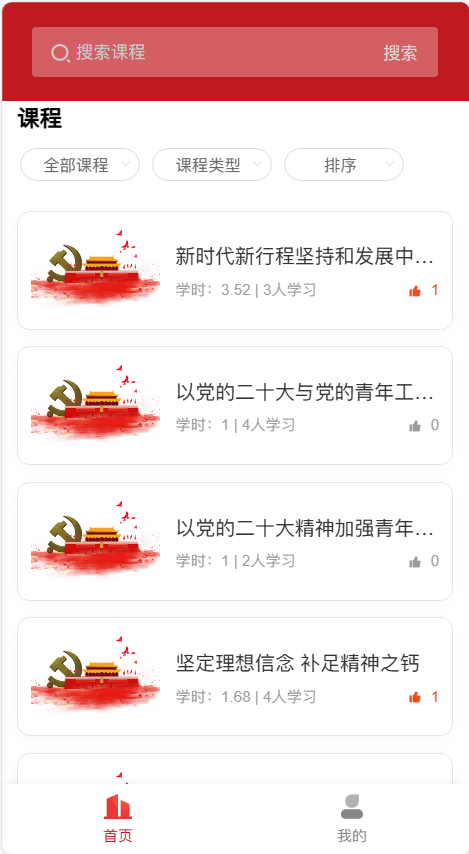 搜索课程
搜索
课程
全部课程
课程类型
排序
新时代新行程坚持和发展中...
学时：3.52 | 3人学习
1
以党的二十大与党的青年工...
学时：1 | 4人学习
0
以党的二十大精神加强青年...
学时：1 | 2人学习
0
坚定理想信念 补足精神之钙
学时：1.68 | 4人学习
1
首页
我的